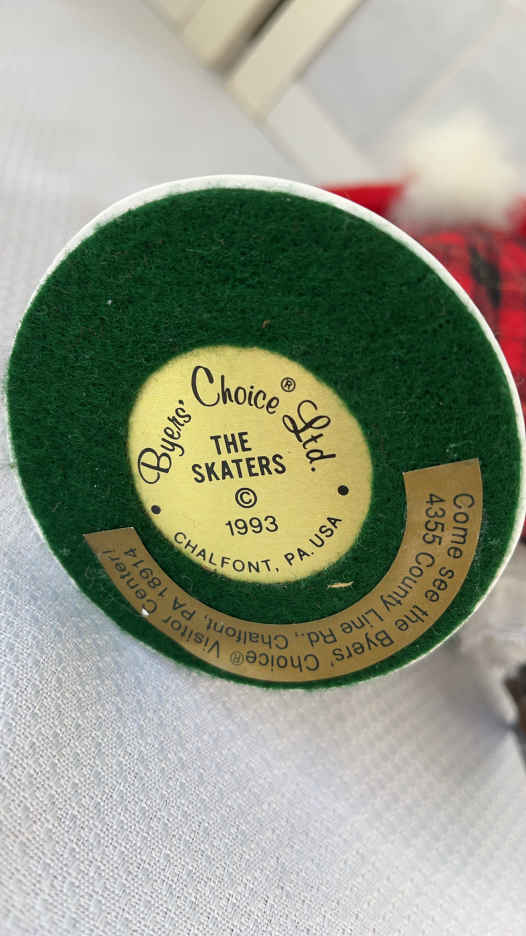 Byers' Choice® Ltd.
THE
SKATERS
©
1993
CHALFONT, PA. USA
Come see the Byers' Choice® Visitor Center!
4355 County Line Rd., Chalfont, PA 18914